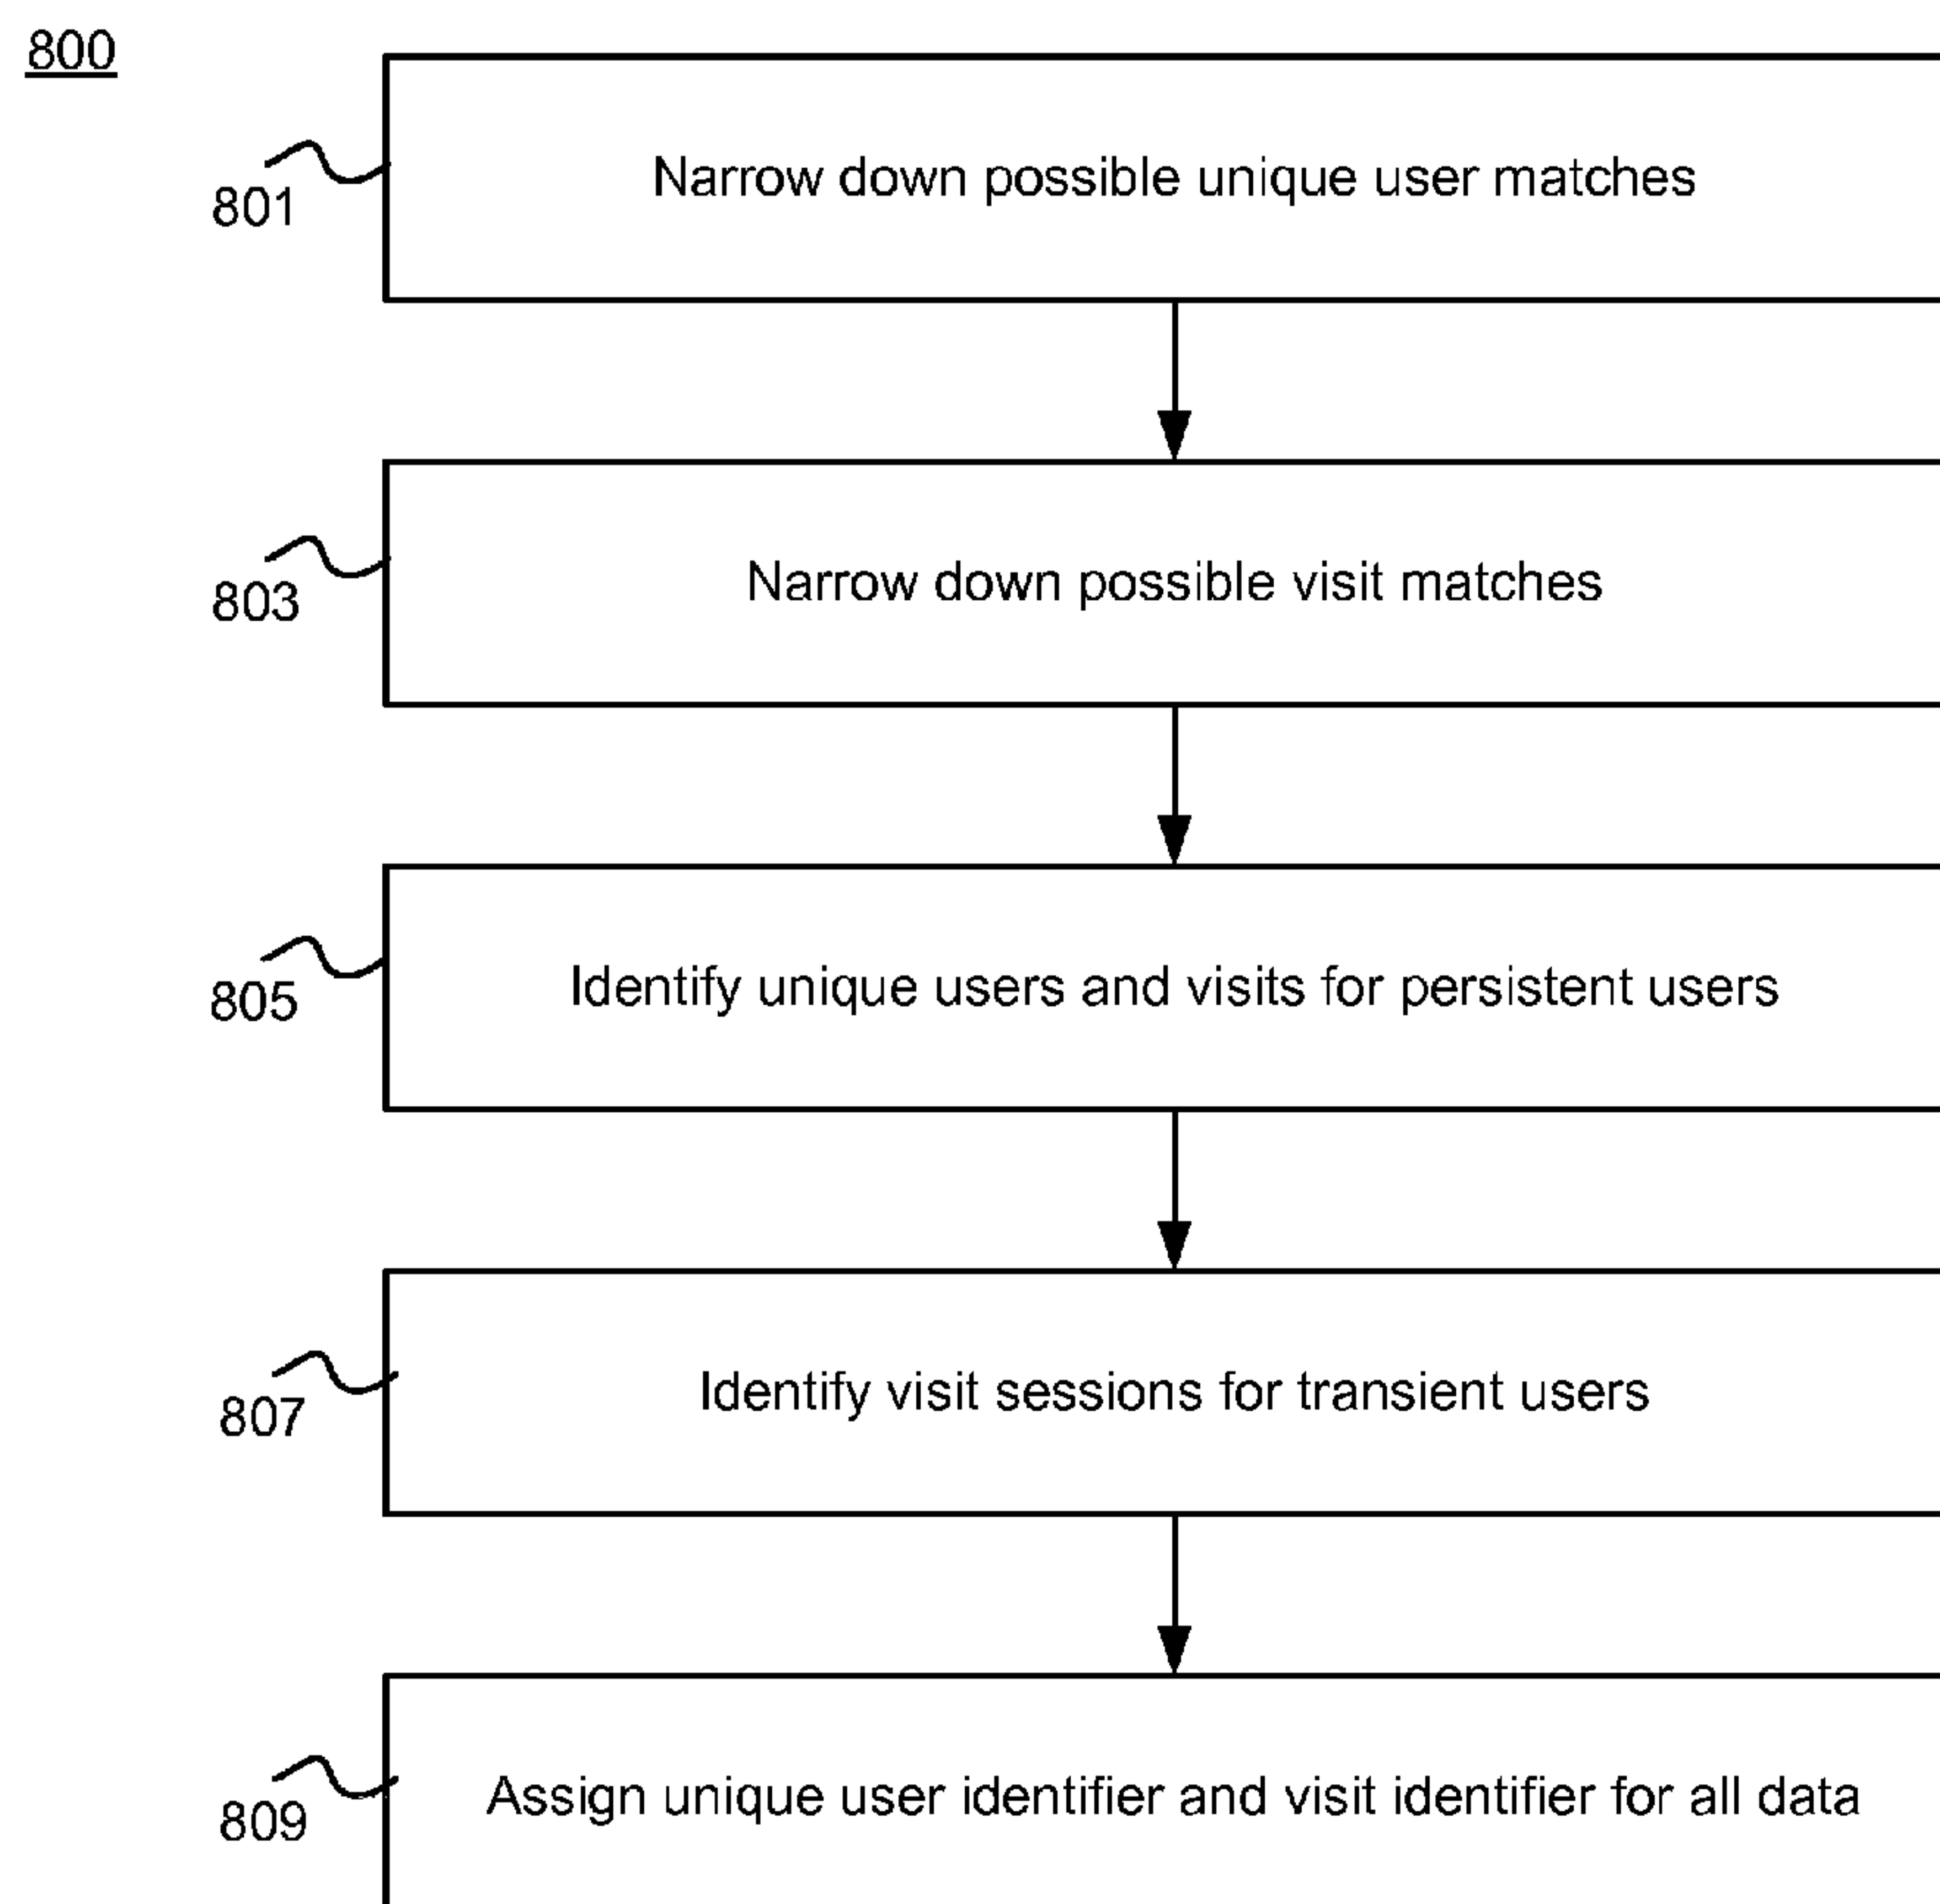 800
Narrow down possible unique user matches
801
Narrow down possible visit matches
803
Identify unique users and visits for persistent users
805
Identify visit sessions for transient users
807
Assign unique user identifier and visit identifier for all data
809